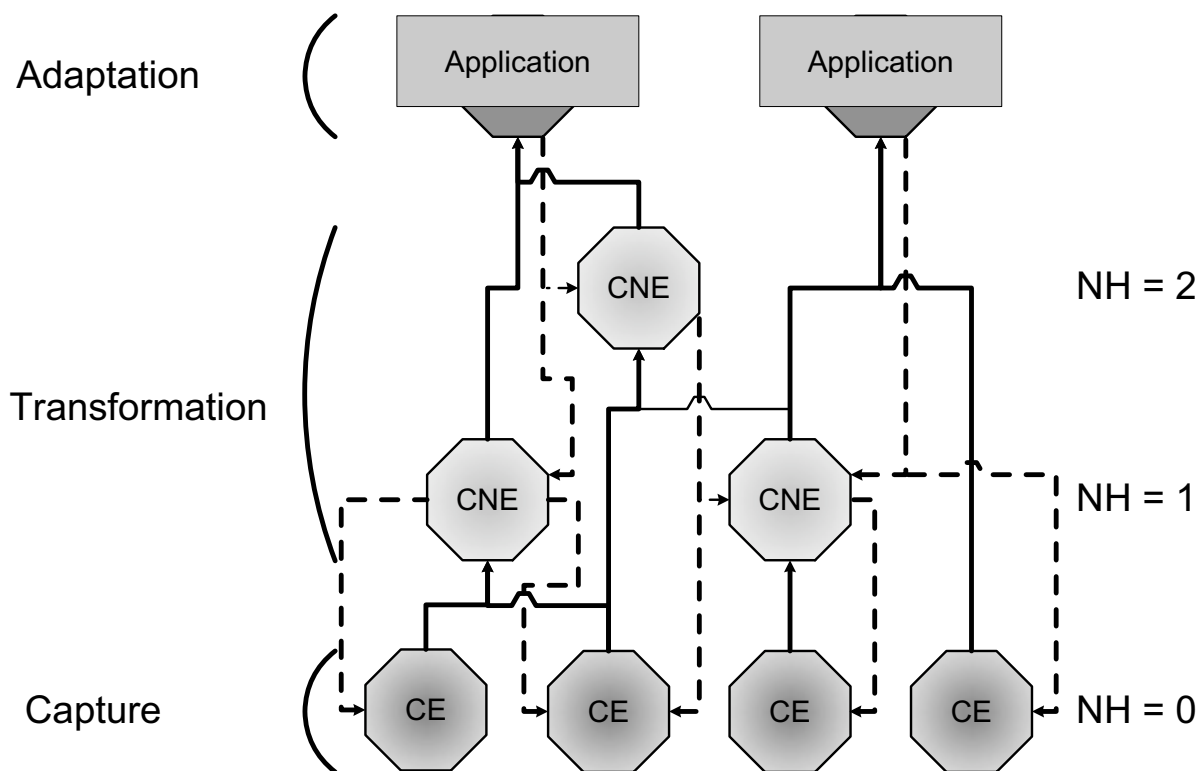 Adaptation
Application
Application
CNE
NH = 2
Transformation
CNE
CNE
NH = 1
Capture
CE
CE
CE
CE
NH = 0